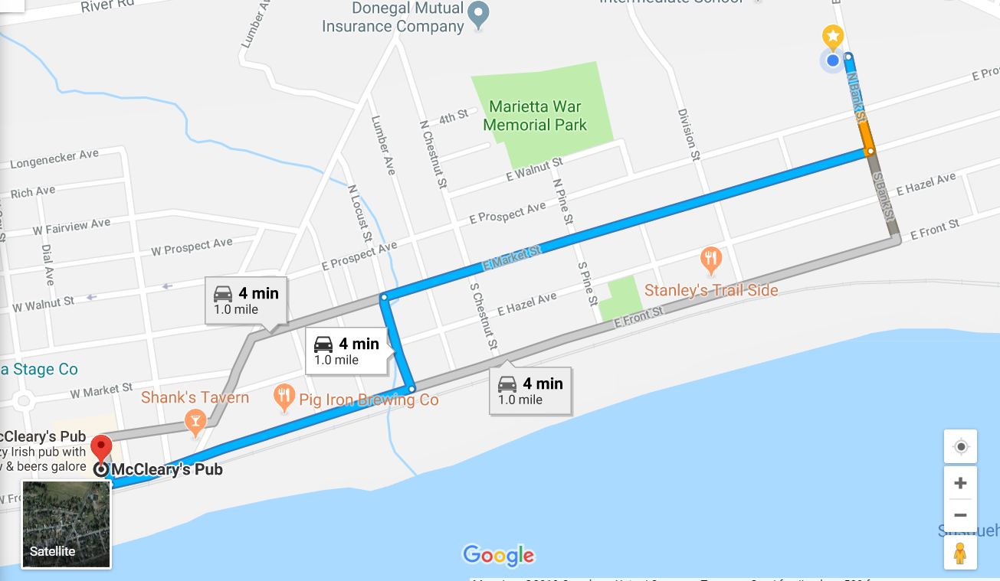 River Rd
Lumber Av
Donegal Mutual
Insurance Company
Intermediate School
Marietta War
Memorial Park
4th St
N Bank St
Division St
Lumber Ave
N Chestnut St
Longenecker Ave
Rich Ave
E Walnut St
N Pine St
N Locust St
E Prospect Ave
S Bank St
E Hazel Ave
W Fairview Ave
W Prospect Ave
E Prospect Ave
E Front St
Dial Ave
E Market St
4 min
1.0 mile
W Walnut St
S Chestnut St
S Pine St
E Hazel Ave
Stanley's Trail Side
E Front St
4 min
1.0 mile
a Stage Co
W Market St
Shank's Tavern
Pig Iron Brewing Co
4 min
1.0 mile
cCleary's Pub
zy Irish pub with
& beers galore
McCleary's Pub
Satellite
Google